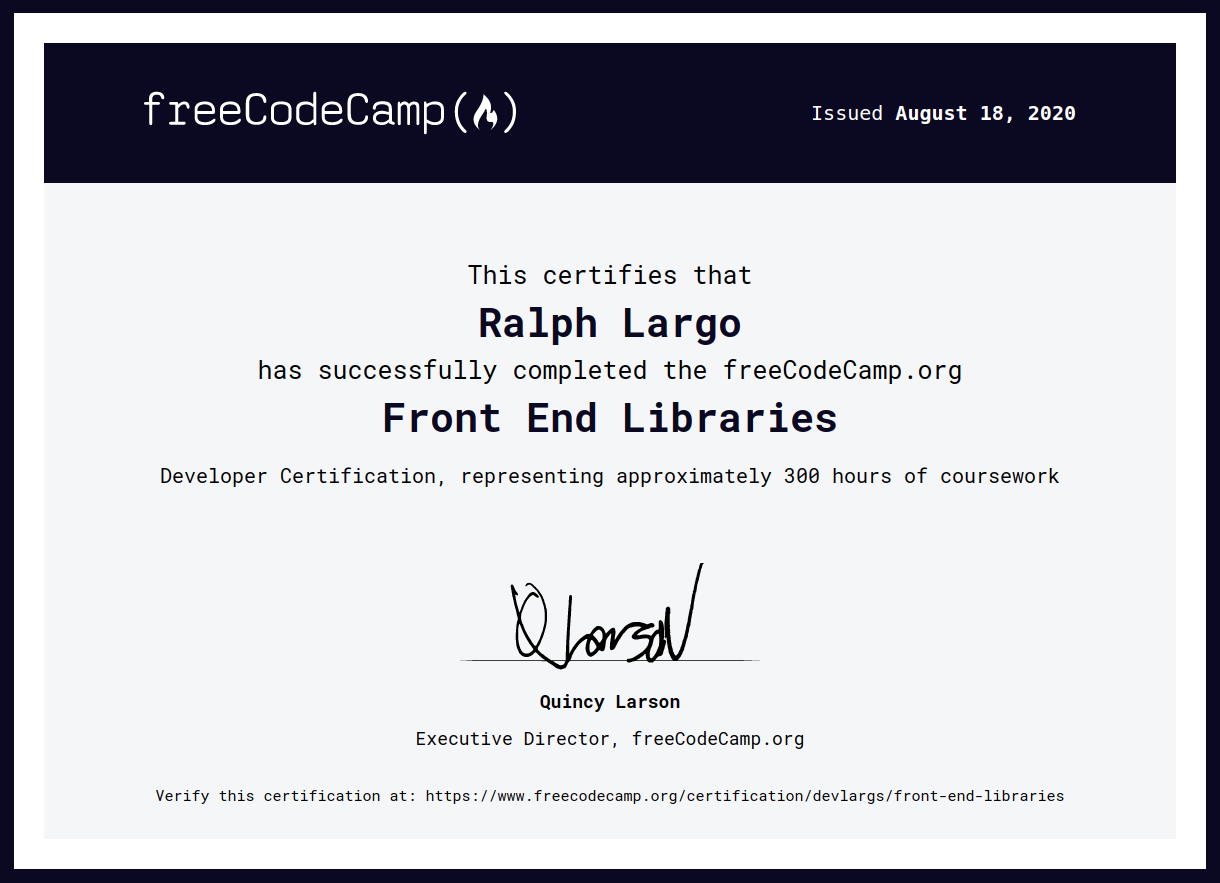 freeCodeCamp(🔥)
Issued August 18, 2020
This certifies that
Ralph Largo
has successfully completed the freeCodeCamp.org
Front End Libraries
Developer Certification, representing approximately 300 hours of coursework
Q Larson
Quincy Larson
Executive Director, freeCodeCamp.org
Verify this certification at: https://www.freecodecamp.org/certification/devlargs/front-end-libraries